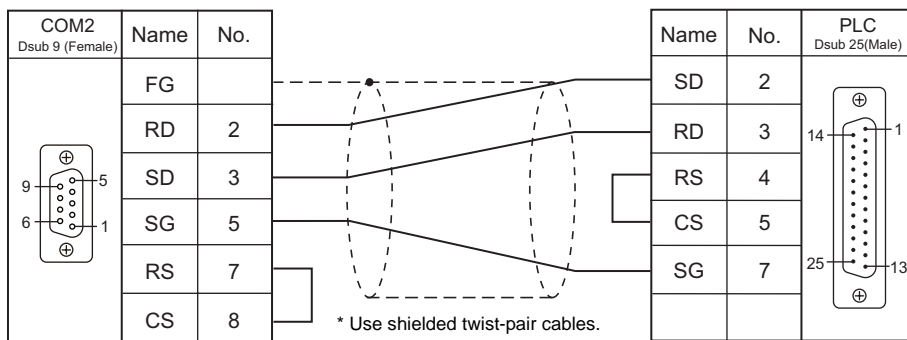 COM2
Dsub 9 (Female)
Name No.
FG
RD 2
SD 3
SG 5
RS 7
CS 8
9
5
6
1
* Use shielded twist-pair cables.
Name No.
PLC
Dsub 25(Male)
SD 2
RD 3
RS 4
CS 5
SG 7
14
1
25
13